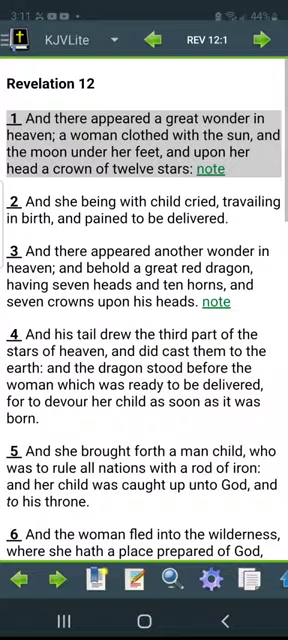 3:11
44%
KJVLite
REV 12:1
Revelation 12
1 And there appeared a great wonder in
heaven; a woman clothed with the sun, and
the moon under her feet, and upon her
head a crown of twelve stars: note
2 And she being with child cried, travailing
in birth, and pained to be delivered.
3 And there appeared another wonder in
heaven; and behold a great red dragon,
having seven heads and ten horns, and
seven crowns upon his heads. note
4 And his tail drew the third part of the
stars of heaven, and did cast them to the
earth: and the dragon stood before the
woman which was ready to be delivered,
for to devour her child as soon as it was
born.
5 And she brought forth a man child, who
was to rule all nations with a rod of iron:
and her child was caught up unto God, and
to his throne.
6 And the woman fled into the wilderness,
where she hath a place prepared of God,